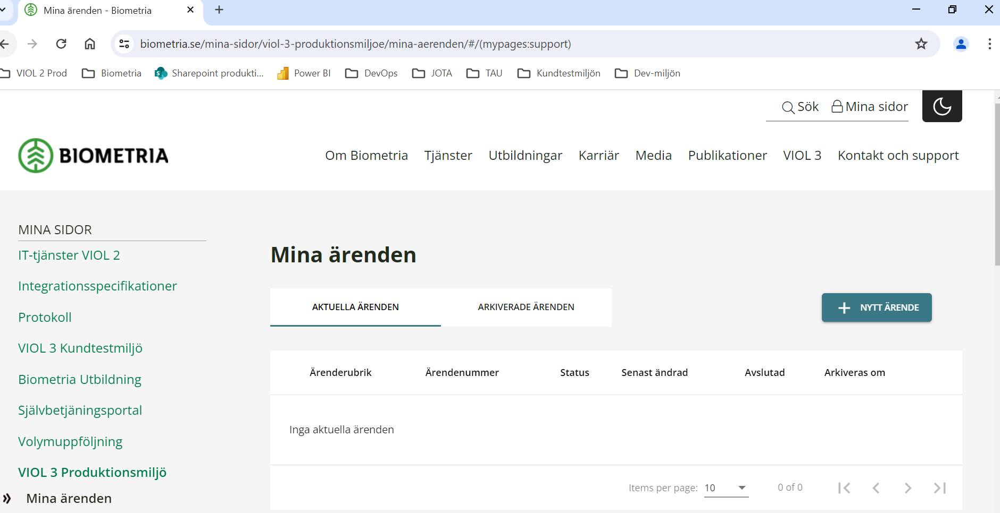 Mina ärenden - Biometria
biometria.se/mina-sidor/viol-3-produktionsmiljoe/mina-aerenden/#/(mypages:support)
VIOL 2 Prod Biometria Sharepoint produkti... Power BI DevOps JOTA TAU Kundtestmiljön Dev-miljön
Sök Mina sidor
BIOMETRIA
Om Biometria Tjänster Utbildningar Karriär Media Publikationer VIOL 3 Kontakt och support
MINA SIDOR
IT-tjänster VIOL 2
Integrationsspecifikationer
Protokoll
VIOL 3 Kundtestmiljö
Biometria Utbildning
Självbetjäningsportal
Volymuppföljning
VIOL 3 Produktionsmiljö
Mina ärenden
Mina ärenden
AKTUELLA ÄRENDEN ARKIVERADE ÄRENDEN
NYTT ÄRENDE
Ärenderubrik Ärendenummer Status Senast ändrad Avslutad Arkiveras om
Inga aktuella ärenden
Items per page: 10 0 of 0